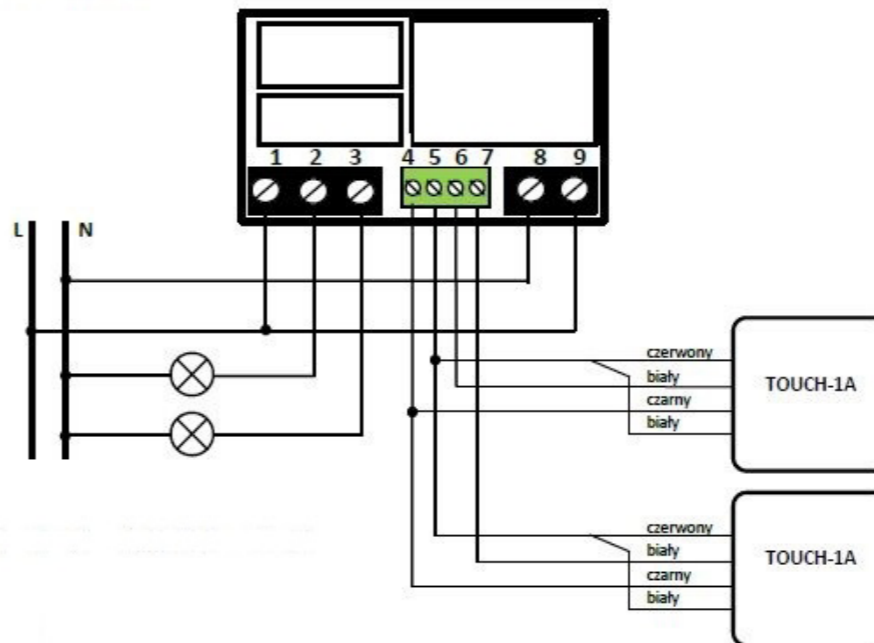 1 2 3 4 5 6 7 8 9
L N
czerwony
biały
TOUCH-1A
czarny
biały
czerwony
biały
TOUCH-1A
czarny
biały